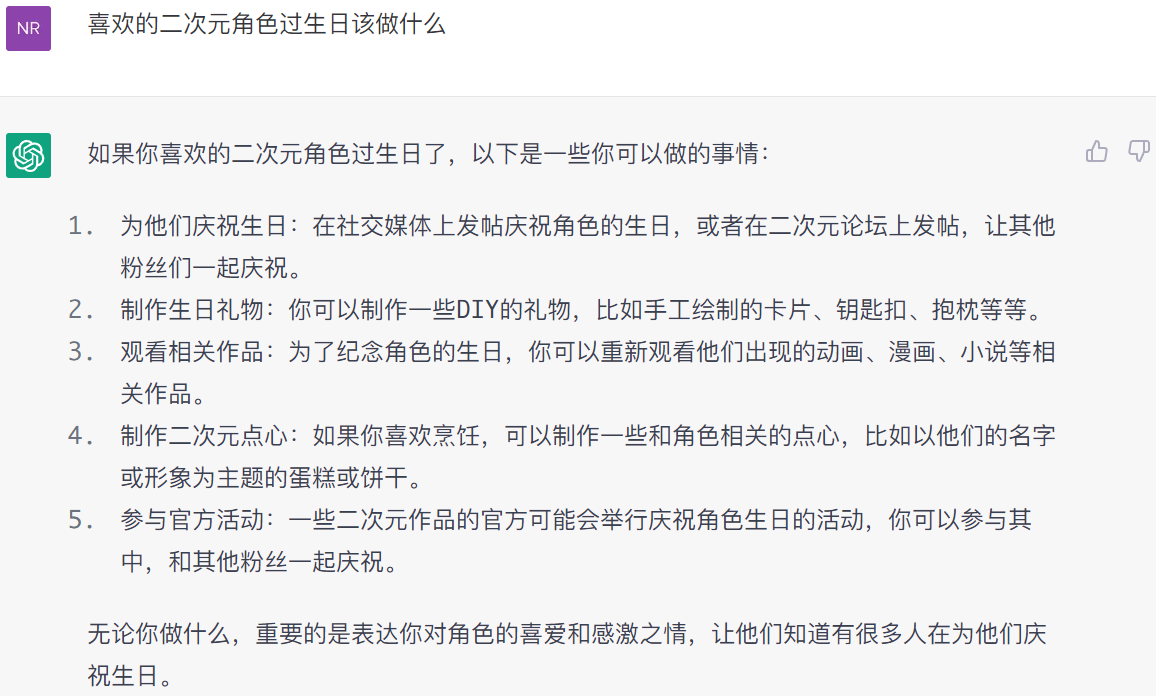 NR
喜欢的二次元角色过生日该做什么
如果你喜欢的二次元角色过生日了，以下是一些你可以做的事情：
1. 为他们庆祝生日：在社交媒体上发帖庆祝角色的生日，或者在二次元论坛上发帖，让其他
粉丝们一起庆祝。
2. 制作生日礼物：你可以制作一些DIY的礼物，比如手工绘制的卡片、钥匙扣、抱枕等等。
3. 观看相关作品：为了纪念角色的生日，你可以重新观看他们出现的动画、漫画、小说等相
关作品。
4. 制作二次元点心：如果你喜欢烹饪，可以制作一些和角色相关的点心，比如以他们的名字
或形象为主题的蛋糕或饼干。
5. 参与官方活动：一些二次元作品的官方可能会举行庆祝角色生日的活动，你可以参与其
中，和其他粉丝一起庆祝。
无论你做什么，重要的是表达你对角色的喜爱和感激之情，让他们知道有很多人在为他们庆
祝生日。